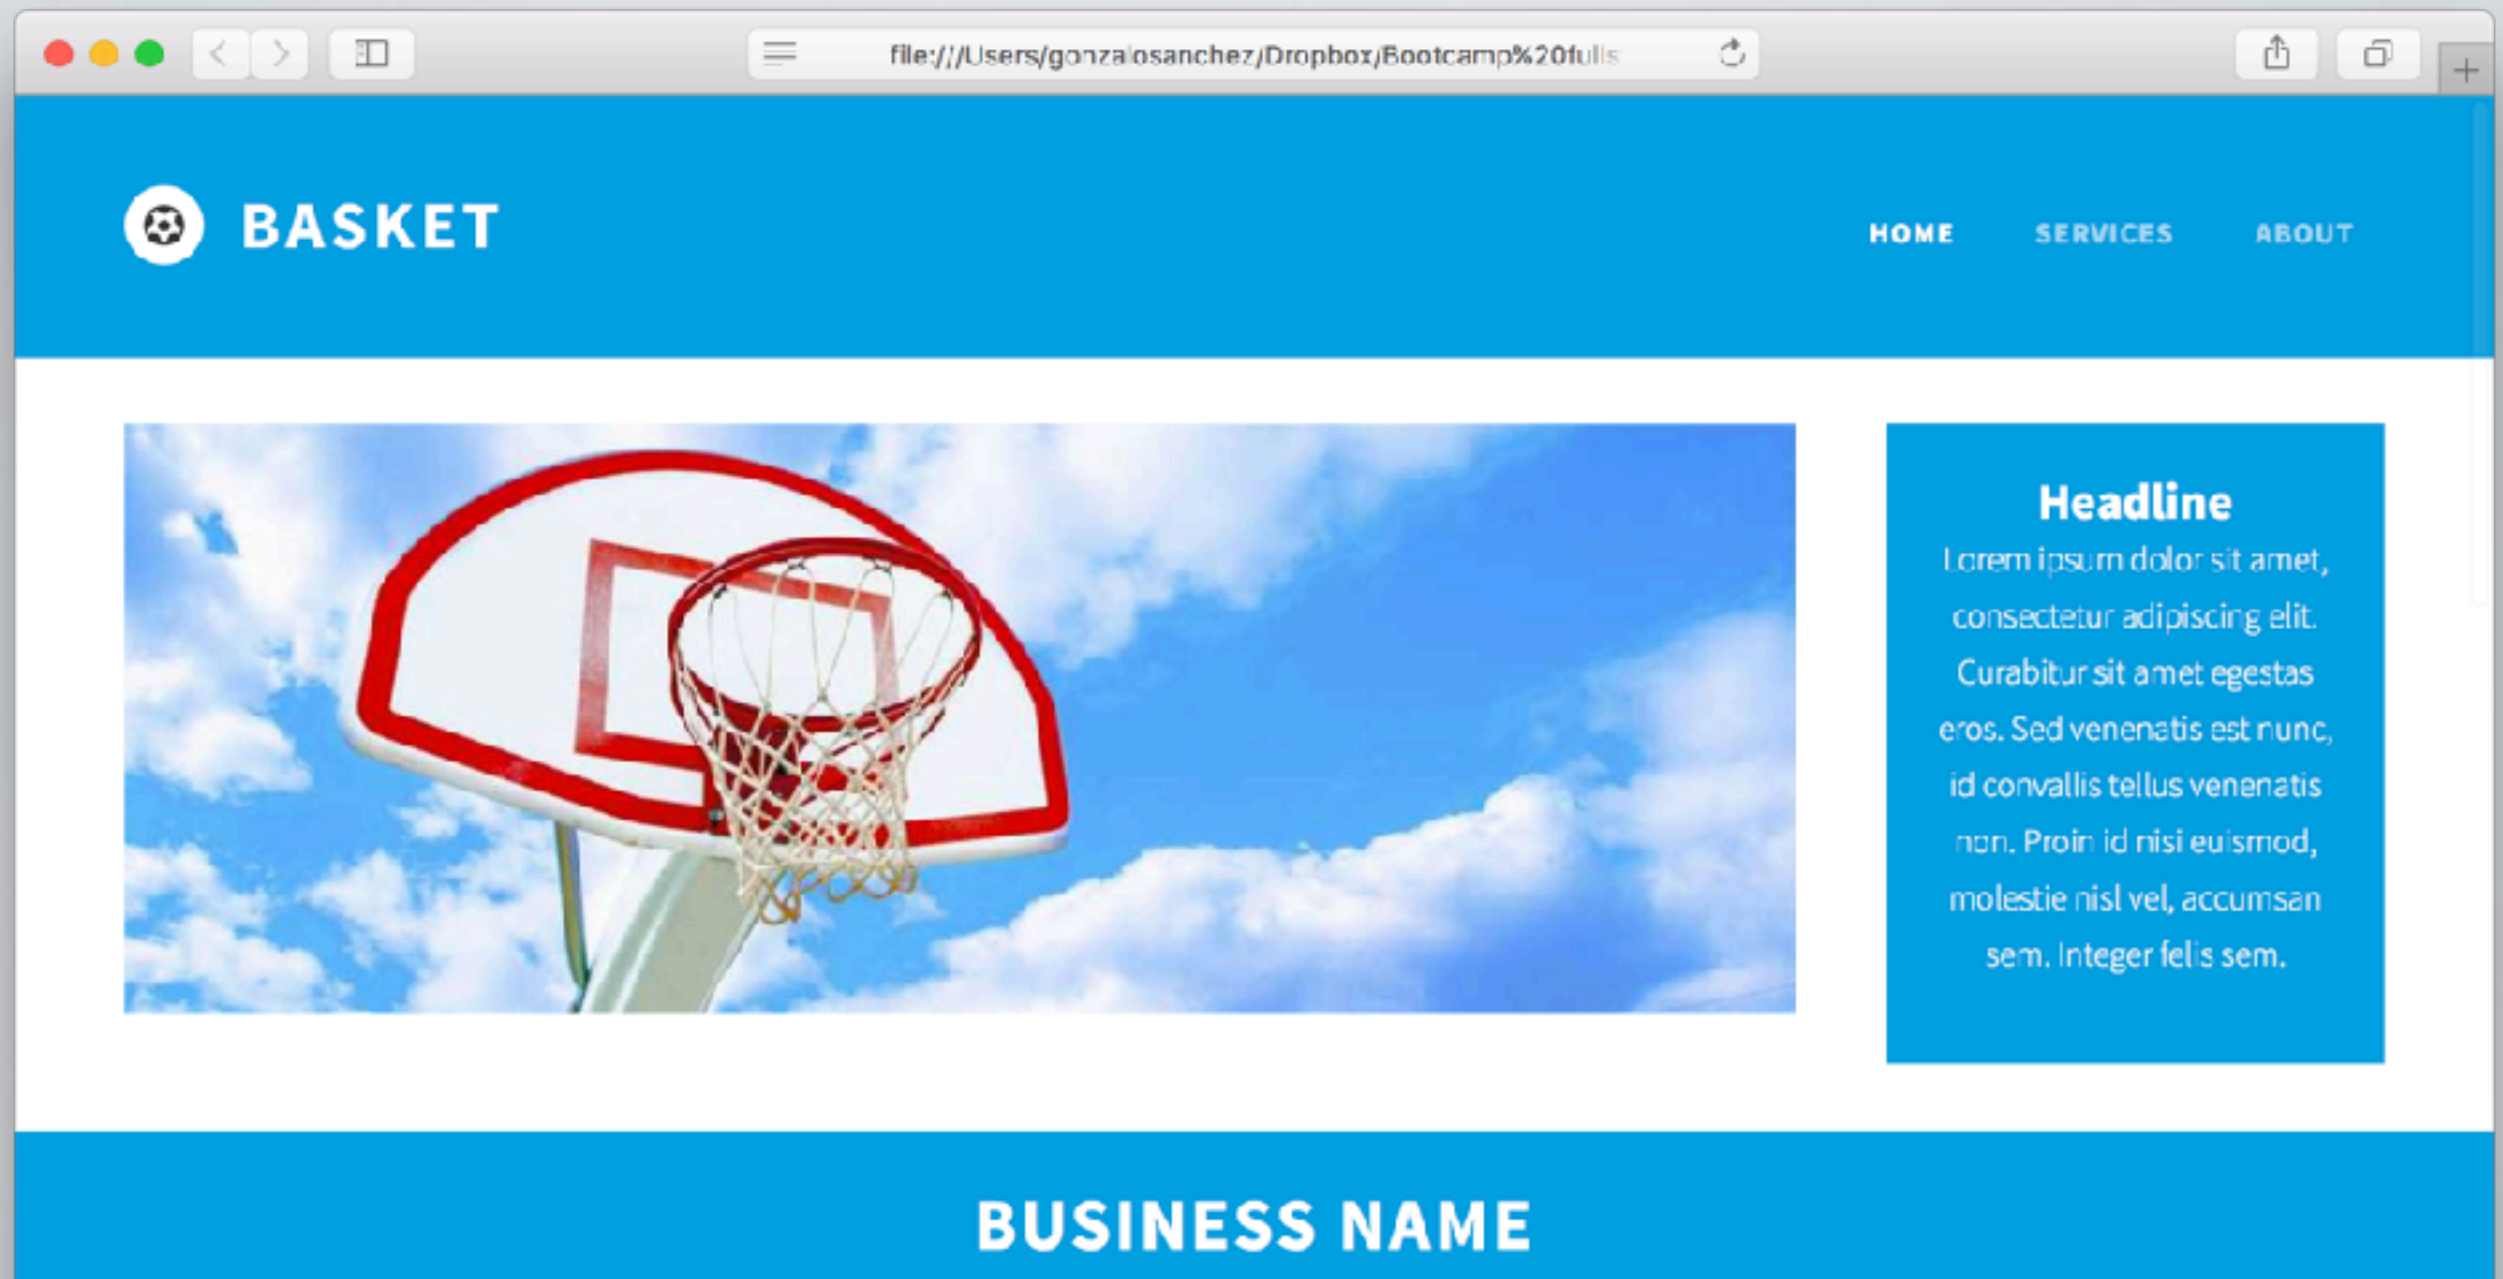 file:///Users/gonzalosanchez/Dropbox/Bootcamp%20fulls
BASKET
HOME SERVICES ABOUT
Headline
Lorem ipsum dolor sit amet,
consectetur adipiscing elit.
Curabitur sit amet egestas
eros. Sed venenatis est nunc,
id convallis tellus venenatis
non. Proin id nisi euismod,
molestie nisl vel, accumsan
sem. Integer felis sem.
BUSINESS NAME